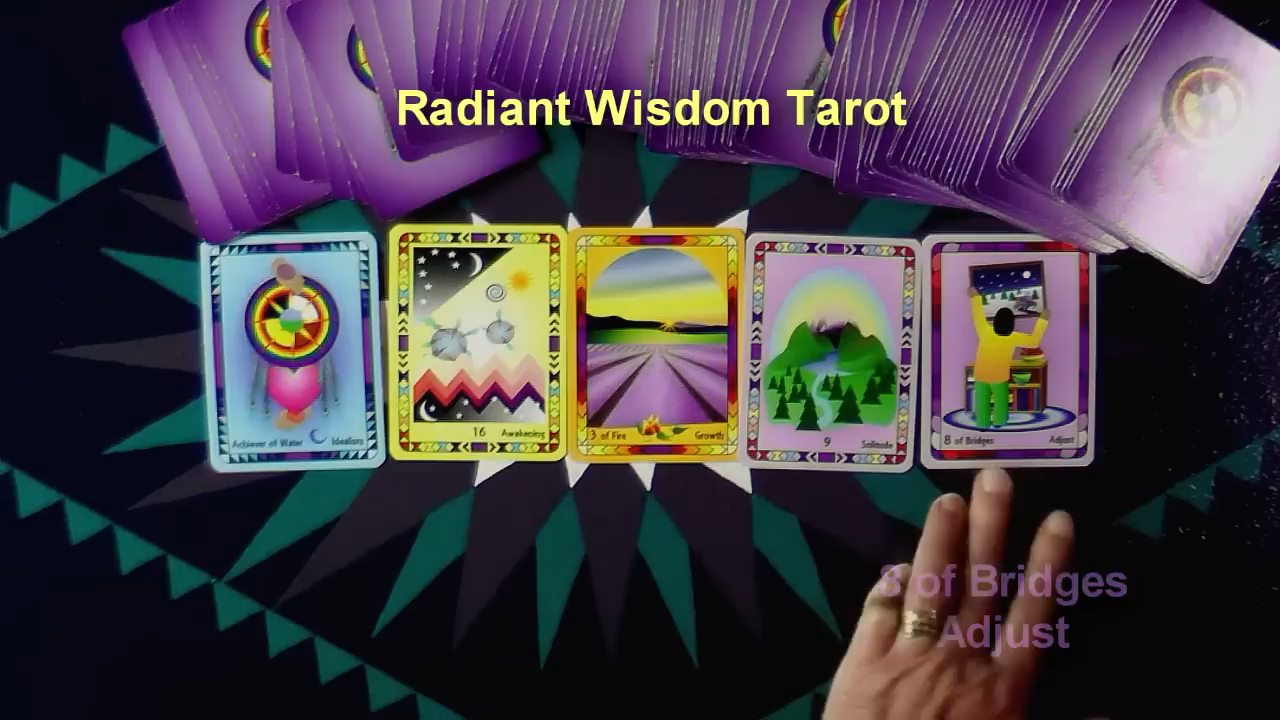 Radiant Wisdom Tarot
Achiever of Water Idealism
16 Awakening
3 of Fire Growth
9 Solitude
8 of Bridges Adjust
8 of Bridges
Adjust